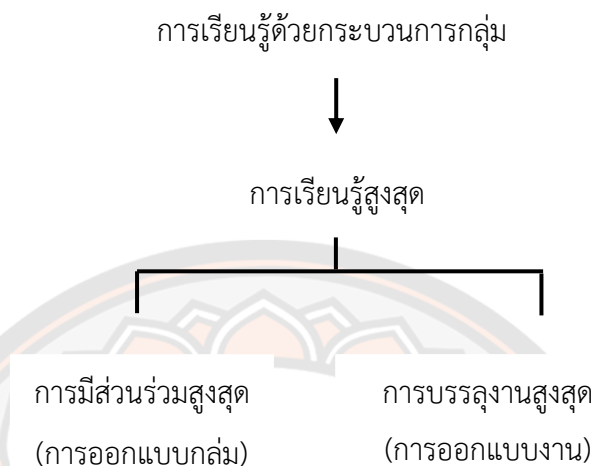 การเรียนรู้ด้วยกระบวนการกลุ่ม
การเรียนรู้สูงสุด
การมีส่วนร่วมสูงสุด
(การออกแบบกลุ่ม)
การบรรลุงานสูงสุด
(การออกแบบงาน)